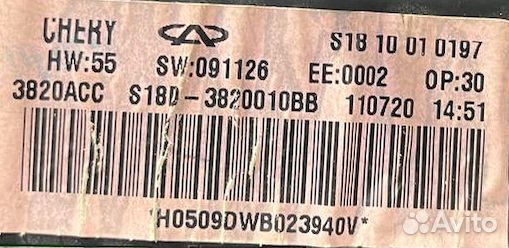 CHERY S18 10 01 0197
HW:55 SW:091126 EE:0002 OP:30
3820ACC S18D-3820010BB 110720 14:51
*H0509DWB023940V*
Avito